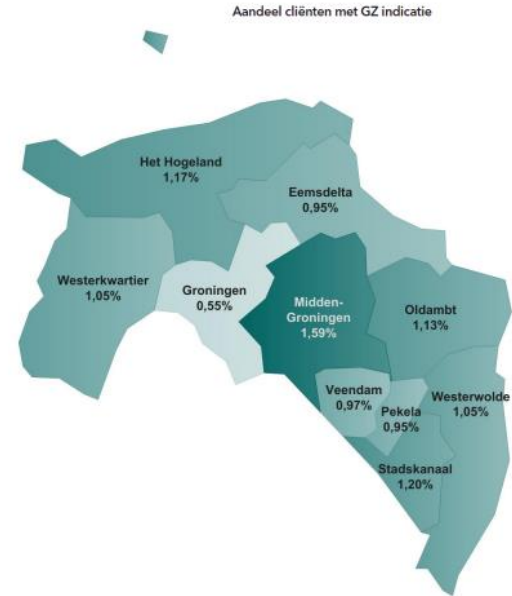 Aandeel cliënten met GZ indicatie
Het Hogeland
1,17%
Eemsdelta
0,95%
Westerkwartier
1,05%
Groningen
0,55%
Midden-
Groningen
1,59%
Oldambt
1,13%
Veendam
0,97%
Pekela
0,95%
Westerwolde
1,05%
Stadskanaal
1,20%